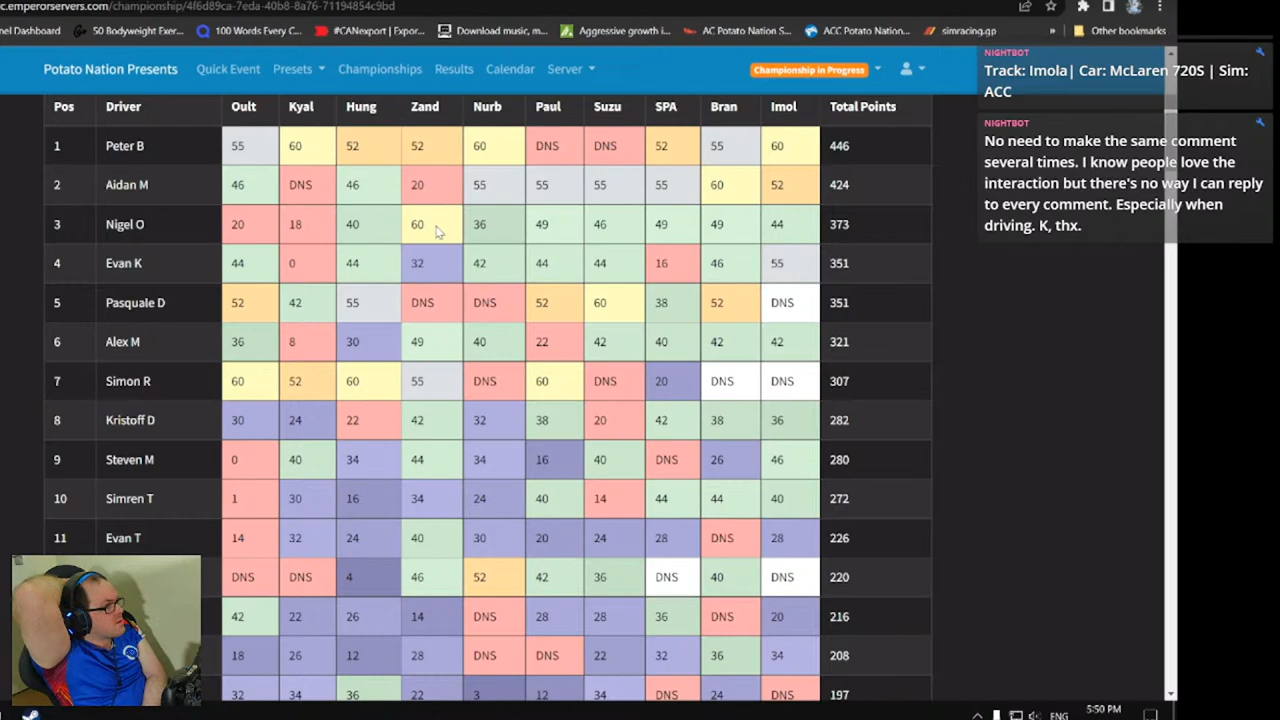 c.emperorservers.com/championship/4f6d89ca-7eda-40b8-8a76-71194854c9bd
nel Dashboard 50 Bodyweight Exer... 100 Words Every C... #CANexport | Expor... Download music, m... Aggressive growth i... AC Potato Nation S... ACC Potato Nation... simracing.gp » Other bookmarks
Potato Nation Presents Quick Event Presets Championships Results Calendar Server Championship in Progress
Pos Driver Oult Kyal Hung Zand Nurb Paul Suzu SPA Bran Imol Total Points
1 Peter B 55 60 52 52 60 DNS DNS 52 55 60 446
2 Aidan M 46 DNS 46 20 55 55 55 55 60 52 424
3 Nigel O 20 18 40 60 36 49 46 49 49 44 373
4 Evan K 44 0 44 32 42 44 44 16 46 55 351
5 Pasquale D 52 42 55 DNS DNS 52 60 38 52 DNS 351
6 Alex M 36 8 30 49 40 22 42 40 42 42 321
7 Simon R 60 52 60 55 DNS 60 DNS 20 DNS DNS 307
8 Kristoff D 30 24 22 42 32 38 20 42 38 36 282
9 Steven M 0 40 34 44 34 16 40 DNS 26 46 280
10 Simren T 1 30 16 34 24 40 14 44 44 40 272
11 Evan T 14 32 24 40 30 20 24 28 DNS 28 226
DNS DNS 4 46 52 42 36 DNS 40 DNS 220
42 22 26 14 DNS 28 28 36 DNS 20 216
18 26 12 28 DNS DNS 22 32 36 34 208
32 34 36 22 3 12 34 DNS 24 DNS 197
NIGHTBOT
Track: Imola| Car: McLaren 720S | Sim:
ACC
NIGHTBOT
No need to make the same comment
several times. I know people love the
interaction but there's no way I can reply
to every comment. Especially when
driving. K, thx.
ENG 5:50 PM